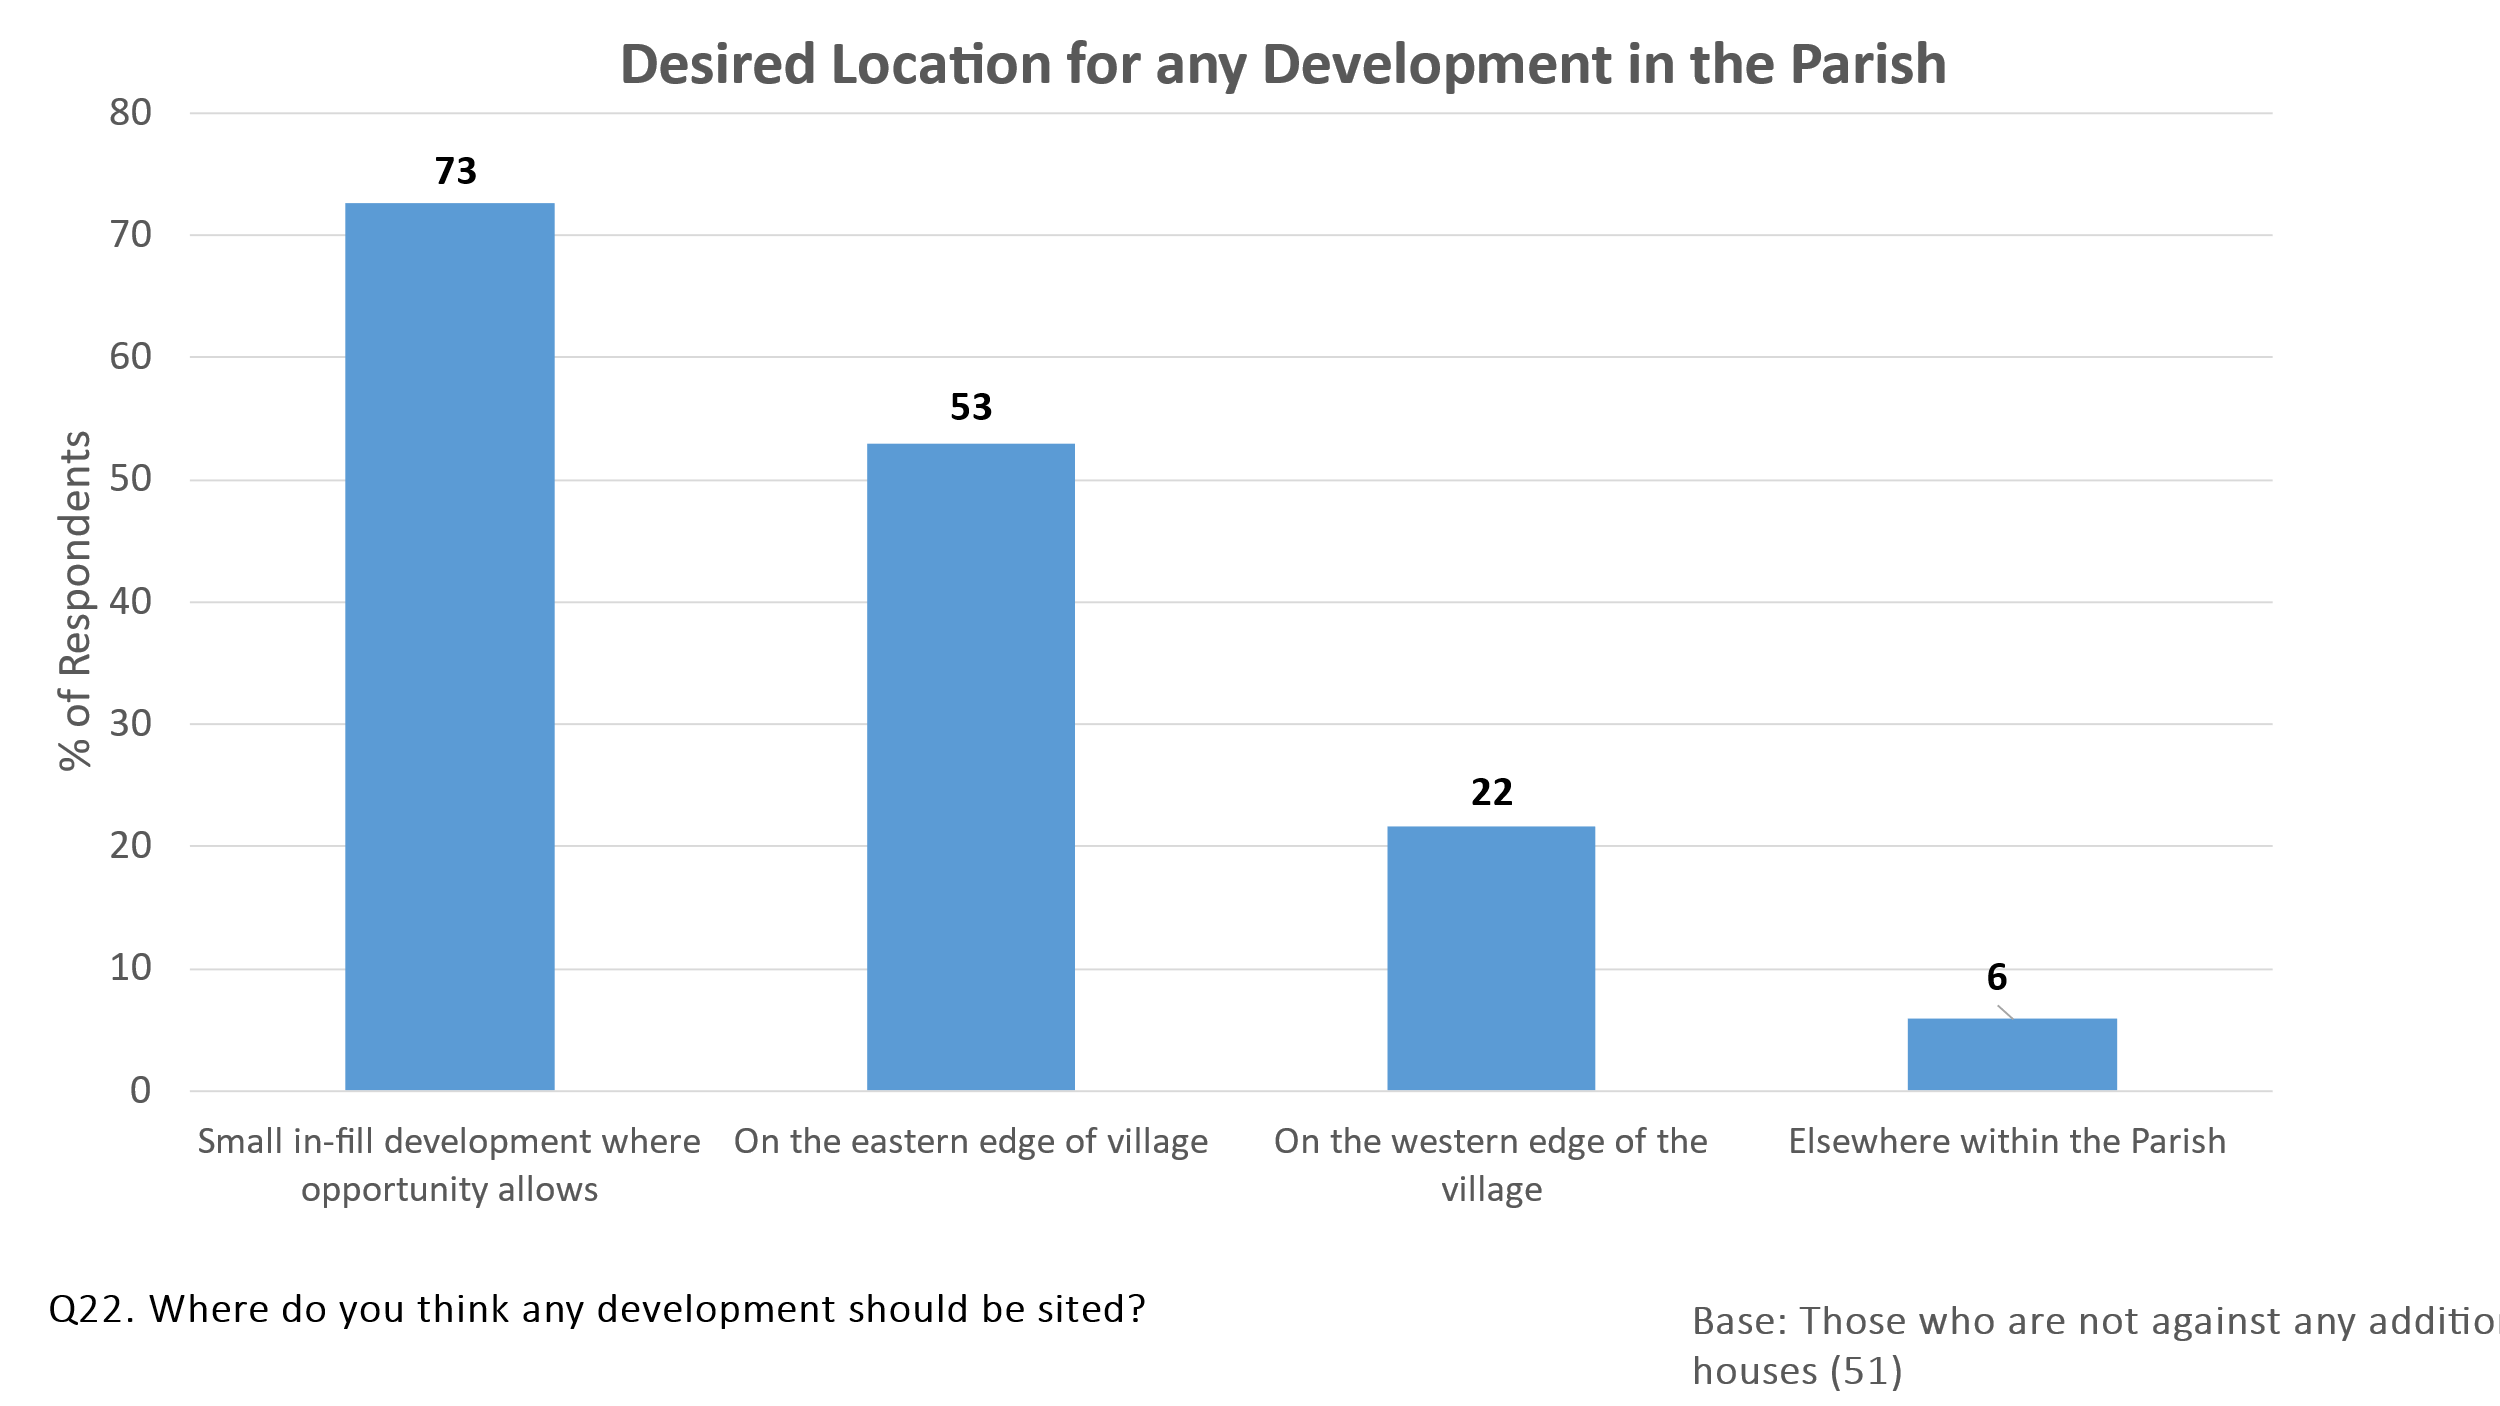 Desired Location for any Development in the Parish
80
70
60
50
40
30
20
10
0
% of Respondents
73
53
22
6
Small in-fill development where
opportunity allows
On the eastern edge of village
On the western edge of the
village
Elsewhere within the Parish
Q22. Where do you think any development should be sited?
Base: Those who are not against any additio
houses (51)